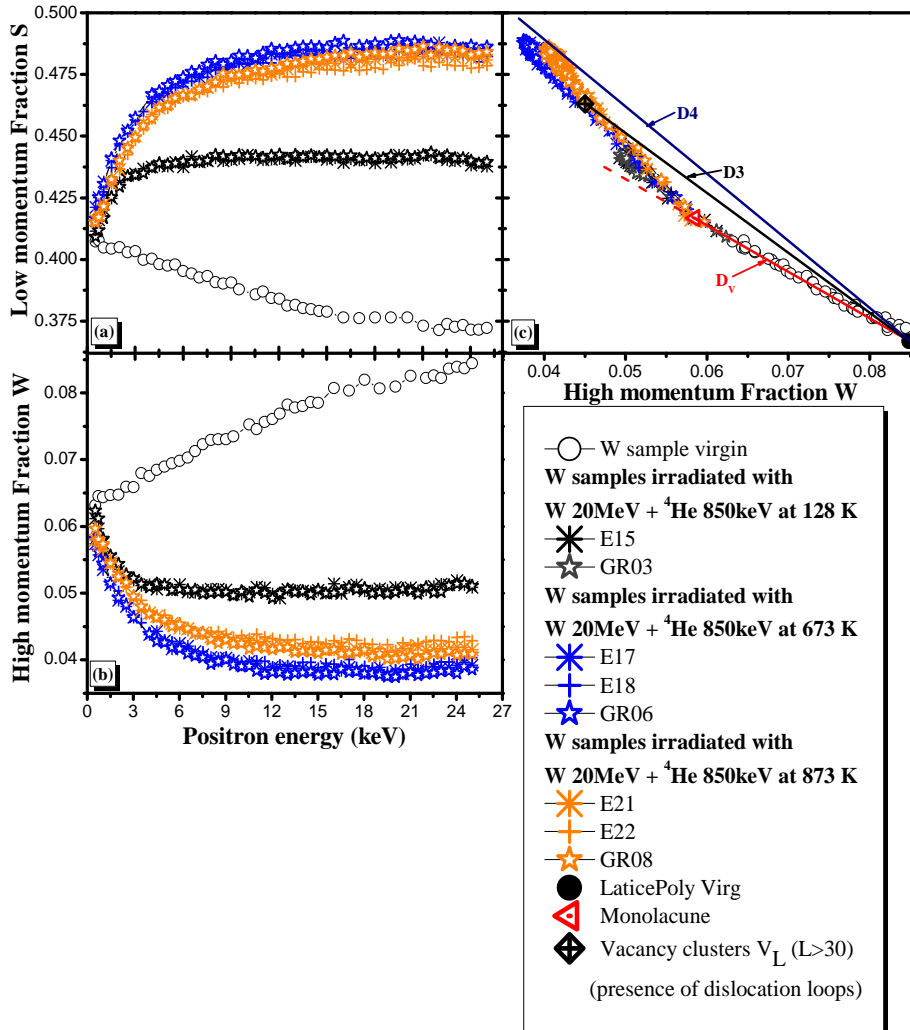 Low momentum Fraction S
0.500
0.475
0.450
0.425
0.400
0.375
(a)
High momentum Fraction W
0.08
0.07
0.06
0.05
0.04
(b)
0 3 6 9 12 15 18 21 24 27
Positron energy (keV)
D4
D3
D_v
(c)
0.04 0.05 0.06 0.07 0.08
High momentum Fraction W
W sample virgin
W samples irradiated with
W 20MeV + ⁴He 850keV at 128 K
E15
GR03
W samples irradiated with
W 20MeV + ⁴He 850keV at 673 K
E17
E18
GR06
W samples irradiated with
W 20MeV + ⁴He 850keV at 873 K
E21
E22
GR08
LaticePoly Virg
Monolacune
Vacancy clusters V_L (L>30)
(presence of dislocation loops)